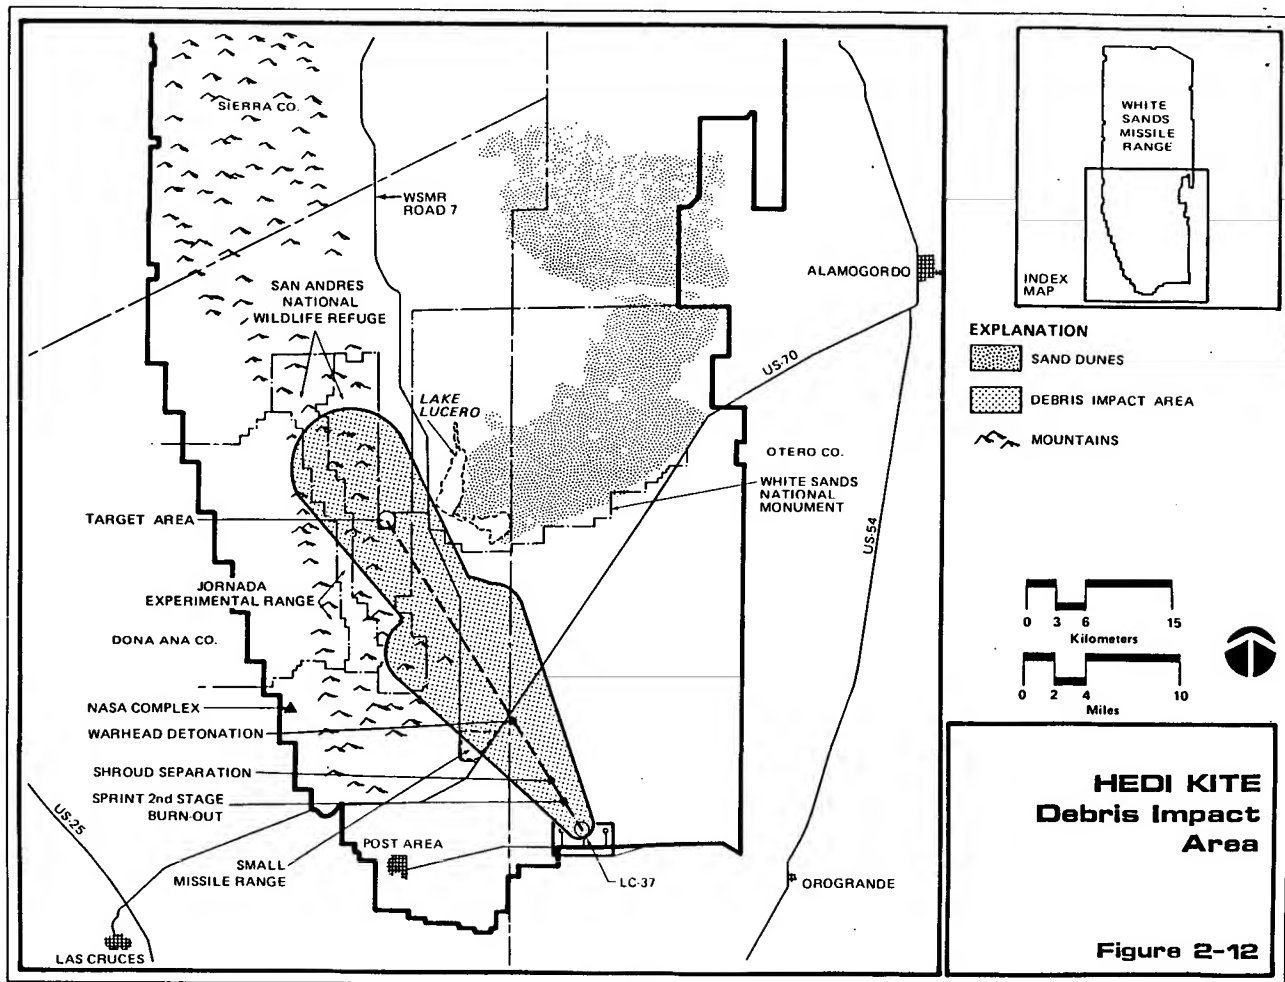 SIERRA CO.
WSMR
ROAD 7
SAN ANDRES
NATIONAL
WILDLIFE REFUGE
LAKE
LUCERO
ALAMOGORDO
US-70
OTERO CO.
WHITE SANDS
NATIONAL
MONUMENT
US-54
TARGET AREA
JORNADA
EXPERIMENTAL RANGE
DONA ANA CO.
NASA COMPLEX
WARHEAD DETONATION
SHROUD SEPARATION
SPRINT 2nd STAGE
BURN-OUT
US-25
POST AREA
SMALL
MISSILE RANGE
LC-37
OROGRANDE
LAS CRUCES
WHITE
SANDS
MISSILE
RANGE
INDEX
MAP
EXPLANATION
SAND DUNES
DEBRIS IMPACT AREA
MOUNTAINS
0 3 6 15
Kilometers
0 2 4 10
Miles
HEDI KITE
Debris Impact
Area
Figure 2-12